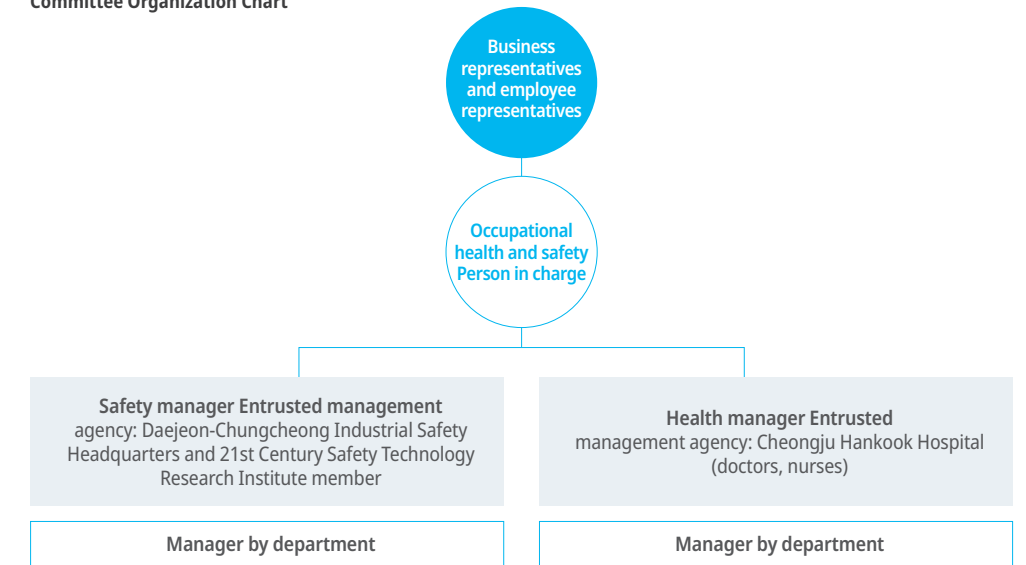 Committee Organization Chart
Business
representatives
and employee
representatives
Occupational
health and safety
Person in charge
Safety manager Entrusted management
agency: Daejeon-Chungcheong Industrial Safety
Headquarters and 21st Century Safety Technology
Research Institute member
Health manager Entrusted
management agency: Cheongju Hankook Hospital
(doctors, nurses)
Manager by department
Manager by department